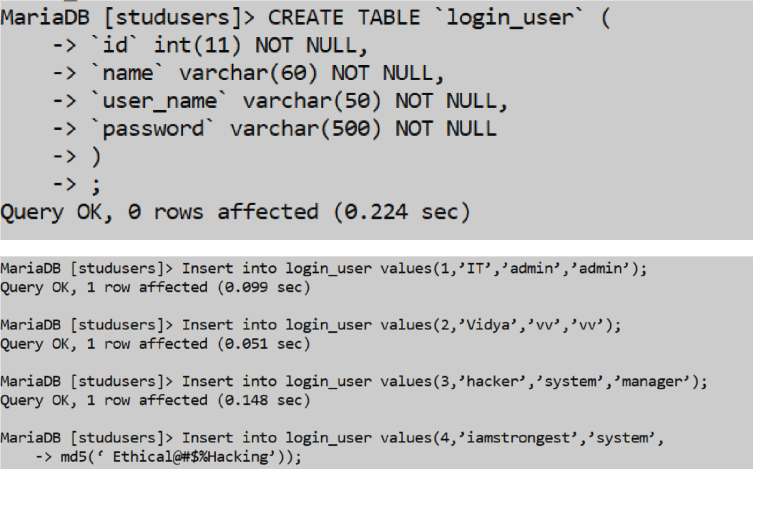 MariaDB [studusers]> CREATE TABLE `login_user` (
    -> `id` int(11) NOT NULL,
    -> `name` varchar(60) NOT NULL,
    -> `user_name` varchar(50) NOT NULL,
    -> `password` varchar(500) NOT NULL
    -> )
    -> ;
Query OK, 0 rows affected (0.224 sec)
MariaDB [studusers]> Insert into login_user values(1,’IT’,’admin’,’admin’);
Query OK, 1 row affected (0.099 sec)
MariaDB [studusers]> Insert into login_user values(2,’Vidya’,’vv’,’vv’);
Query OK, 1 row affected (0.051 sec)
MariaDB [studusers]> Insert into login_user values(3,’hacker’,’system’,’manager’);
Query OK, 1 row affected (0.148 sec)
MariaDB [studusers]> Insert into login_user values(4,’iamstrongest’,’system’,
    -> md5(‘ Ethical@#$%Hacking’));